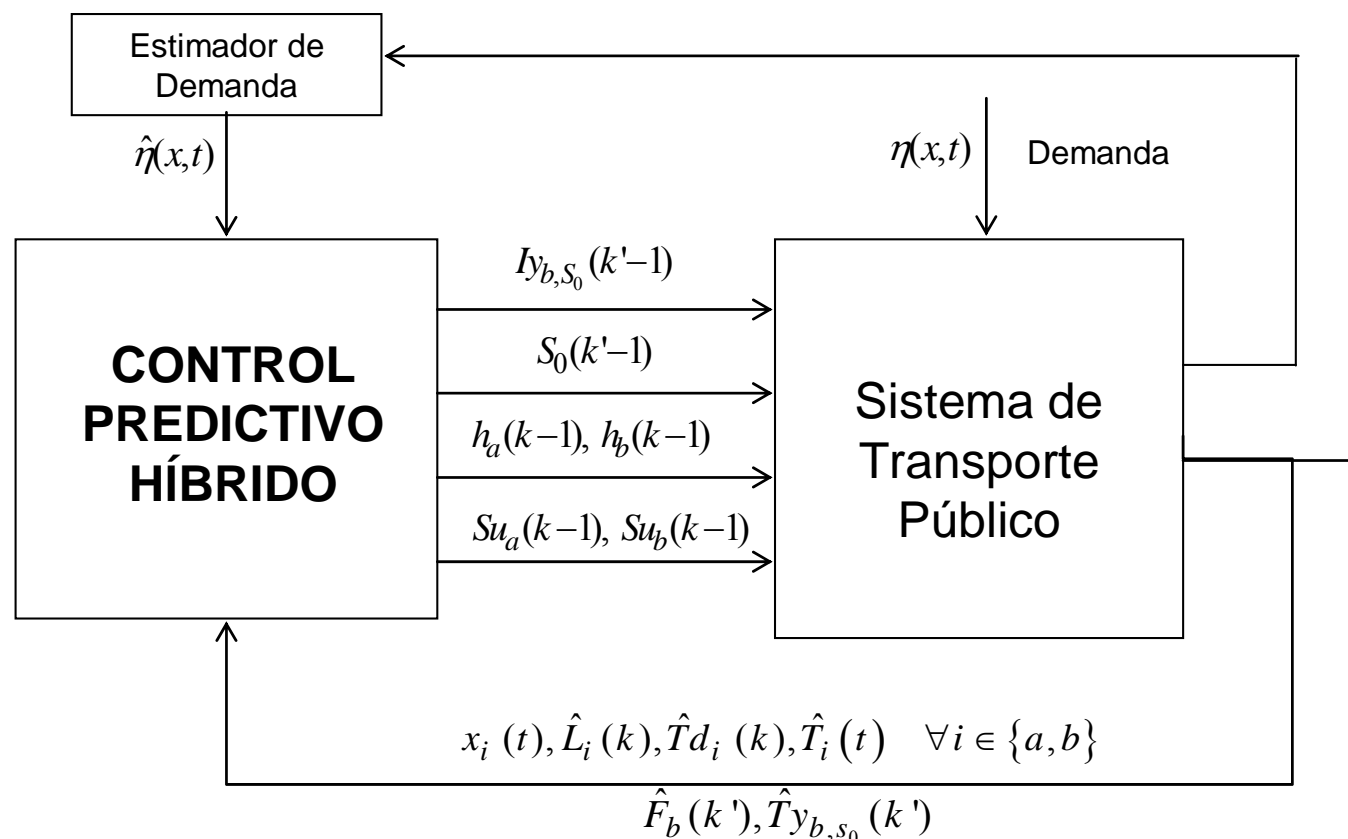 Estimador de
Demanda
η̂(x,t)
η(x,t)
Demanda
Iy_{b,S_0}(k'−1)
S_0(k'−1)
h_a(k−1), h_b(k−1)
Su_a(k−1), Su_b(k−1)
CONTROL
PREDICTIVO
HÍBRIDO
Sistema de
Transporte
Público
x_i (t), L̂_i (k), T̂d_i (k), T̂_i (t) ∀i ∈ {a,b}
F̂_b (k'), T̂y_{b,s_0} (k')